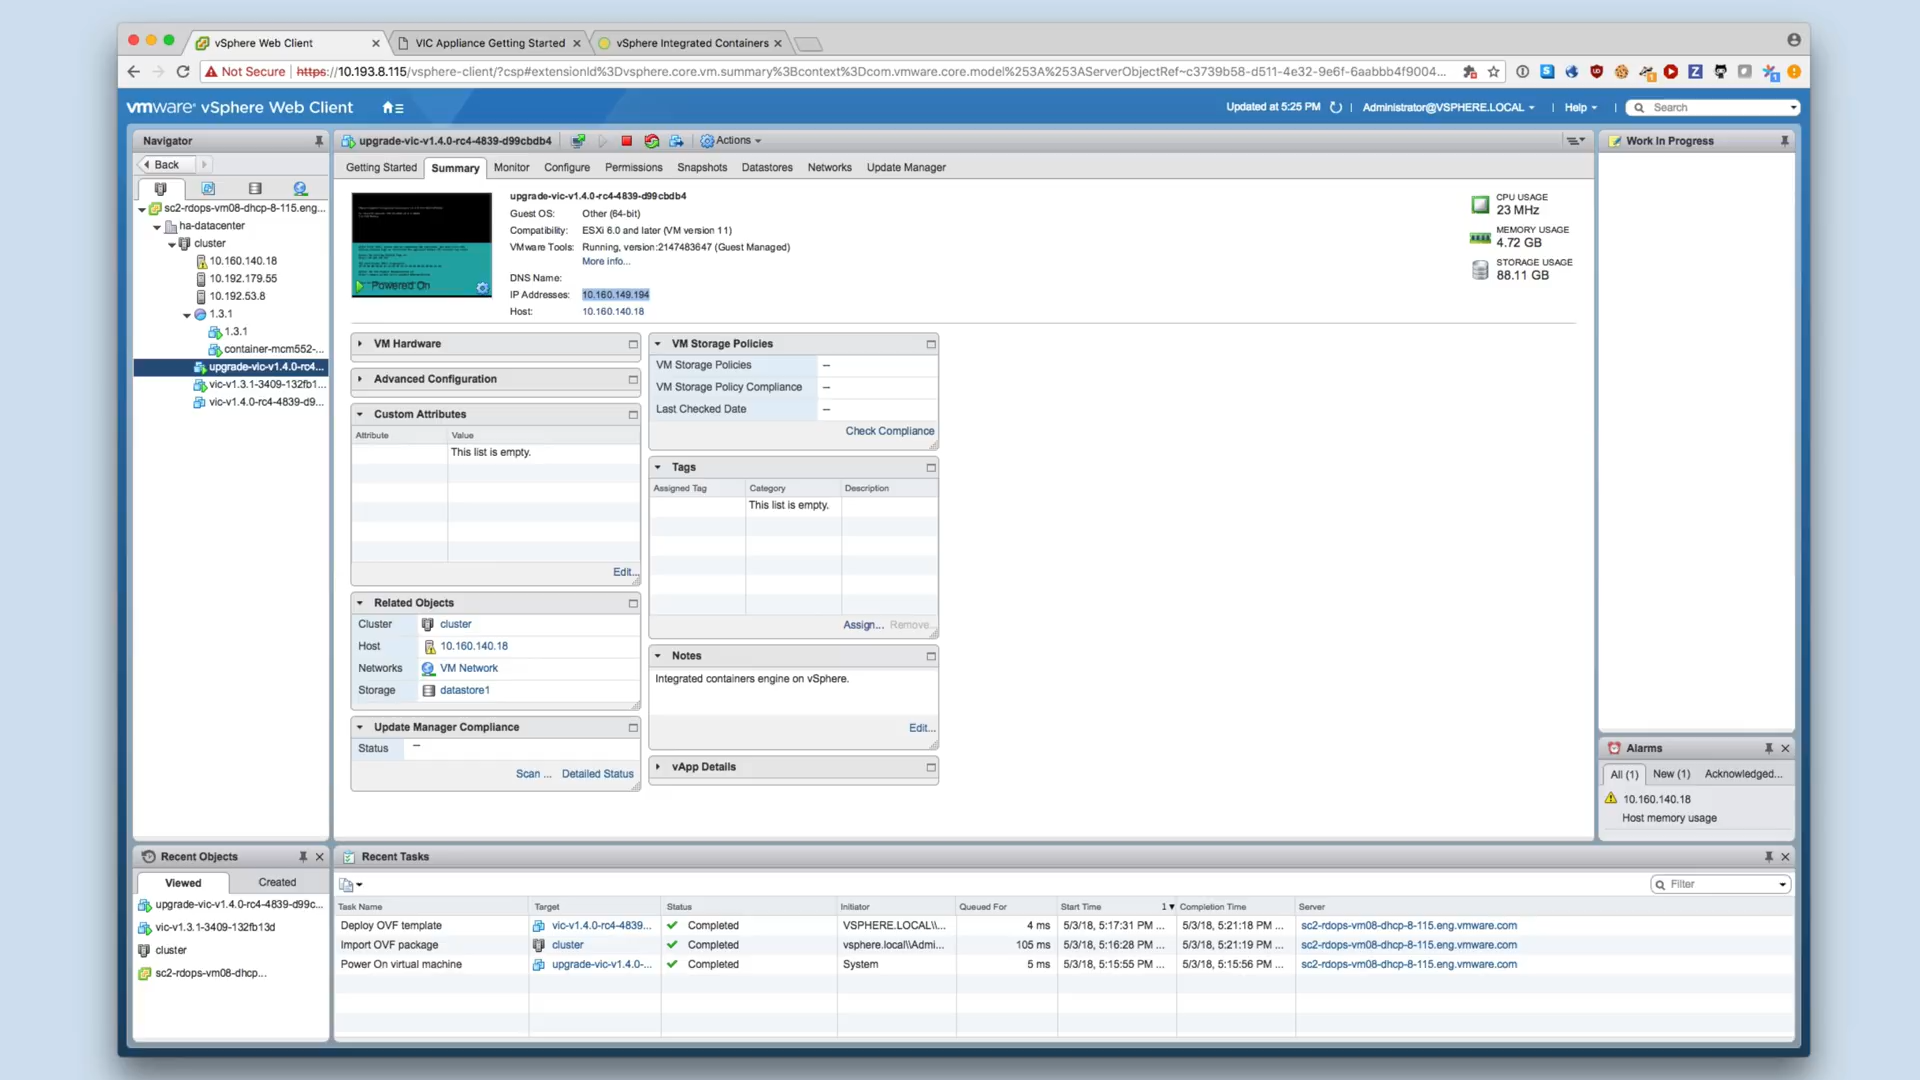 vSphere Web Client
VIC Appliance Getting Started
vSphere Integrated Containers
Not Secure | https://10.193.8.115/vsphere-client/?csp#extensionId%3Dvsphere.core.vm.summary%3Bcontext%3Dcom.vmware.core.model%253A%253AServerObjectRef~c3739b58-d511-4e32-9e6f-6aabbb4f9004...
vmware vSphere Web Client
Updated at 5:25 PM | Administrator@VSPHERE.LOCAL | Help
Search
Navigator
Back
sc2-rdops-vm08-dhcp-8-115.eng...
ha-datacenter
cluster
10.160.140.18
10.192.179.55
10.192.53.8
1.3.1
1.3.1
container-mcm552-...
upgrade-vic-v1.4.0-rc4...
vic-v1.3.1-3409-132fb1...
vic-v1.4.0-rc4-4839-d9...
upgrade-vic-v1.4.0-rc4-4839-d99cbdb4
Actions
Getting Started Summary Monitor Configure Permissions Snapshots Datastores Networks Update Manager
Powered On
upgrade-vic-v1.4.0-rc4-4839-d99cbdb4
Guest OS: Other (64-bit)
Compatibility: ESXi 6.0 and later (VM version 11)
VMware Tools: Running, version:2147483647 (Guest Managed)
More info...
DNS Name:
IP Addresses: 10.160.149.194
Host: 10.160.140.18
CPU USAGE
23 MHz
MEMORY USAGE
4.72 GB
STORAGE USAGE
88.11 GB
VM Hardware
Advanced Configuration
Custom Attributes
Attribute Value
This list is empty.
Edit...
Related Objects
Cluster cluster
Host 10.160.140.18
Networks VM Network
Storage datastore1
Update Manager Compliance
Status --
Scan ... Detailed Status
VM Storage Policies
VM Storage Policies --
VM Storage Policy Compliance --
Last Checked Date --
Check Compliance
Tags
Assigned Tag Category Description
This list is empty.
Assign... Remove...
Notes
Integrated containers engine on vSphere.
Edit...
vApp Details
Work In Progress
Alarms
All (1) New (1) Acknowledged...
10.160.140.18
Host memory usage
Recent Objects
Viewed Created
upgrade-vic-v1.4.0-rc4-4839-d99c...
vic-v1.3.1-3409-132fb13d
cluster
sc2-rdops-vm08-dhcp...
Recent Tasks
Filter
Task Name Target Status Initiator Queued For Start Time 1 Completion Time Server
Deploy OVF template vic-v1.4.0-rc4-4839... Completed VSPHERE.LOCAL\\... 4 ms 5/3/18, 5:17:31 PM ... 5/3/18, 5:21:18 PM ... sc2-rdops-vm08-dhcp-8-115.eng.vmware.com
Import OVF package cluster Completed vsphere.local\\Admi... 105 ms 5/3/18, 5:16:28 PM ... 5/3/18, 5:21:19 PM ... sc2-rdops-vm08-dhcp-8-115.eng.vmware.com
Power On virtual machine upgrade-vic-v1.4.0-... Completed System 5 ms 5/3/18, 5:15:55 PM ... 5/3/18, 5:15:56 PM ... sc2-rdops-vm08-dhcp-8-115.eng.vmware.com